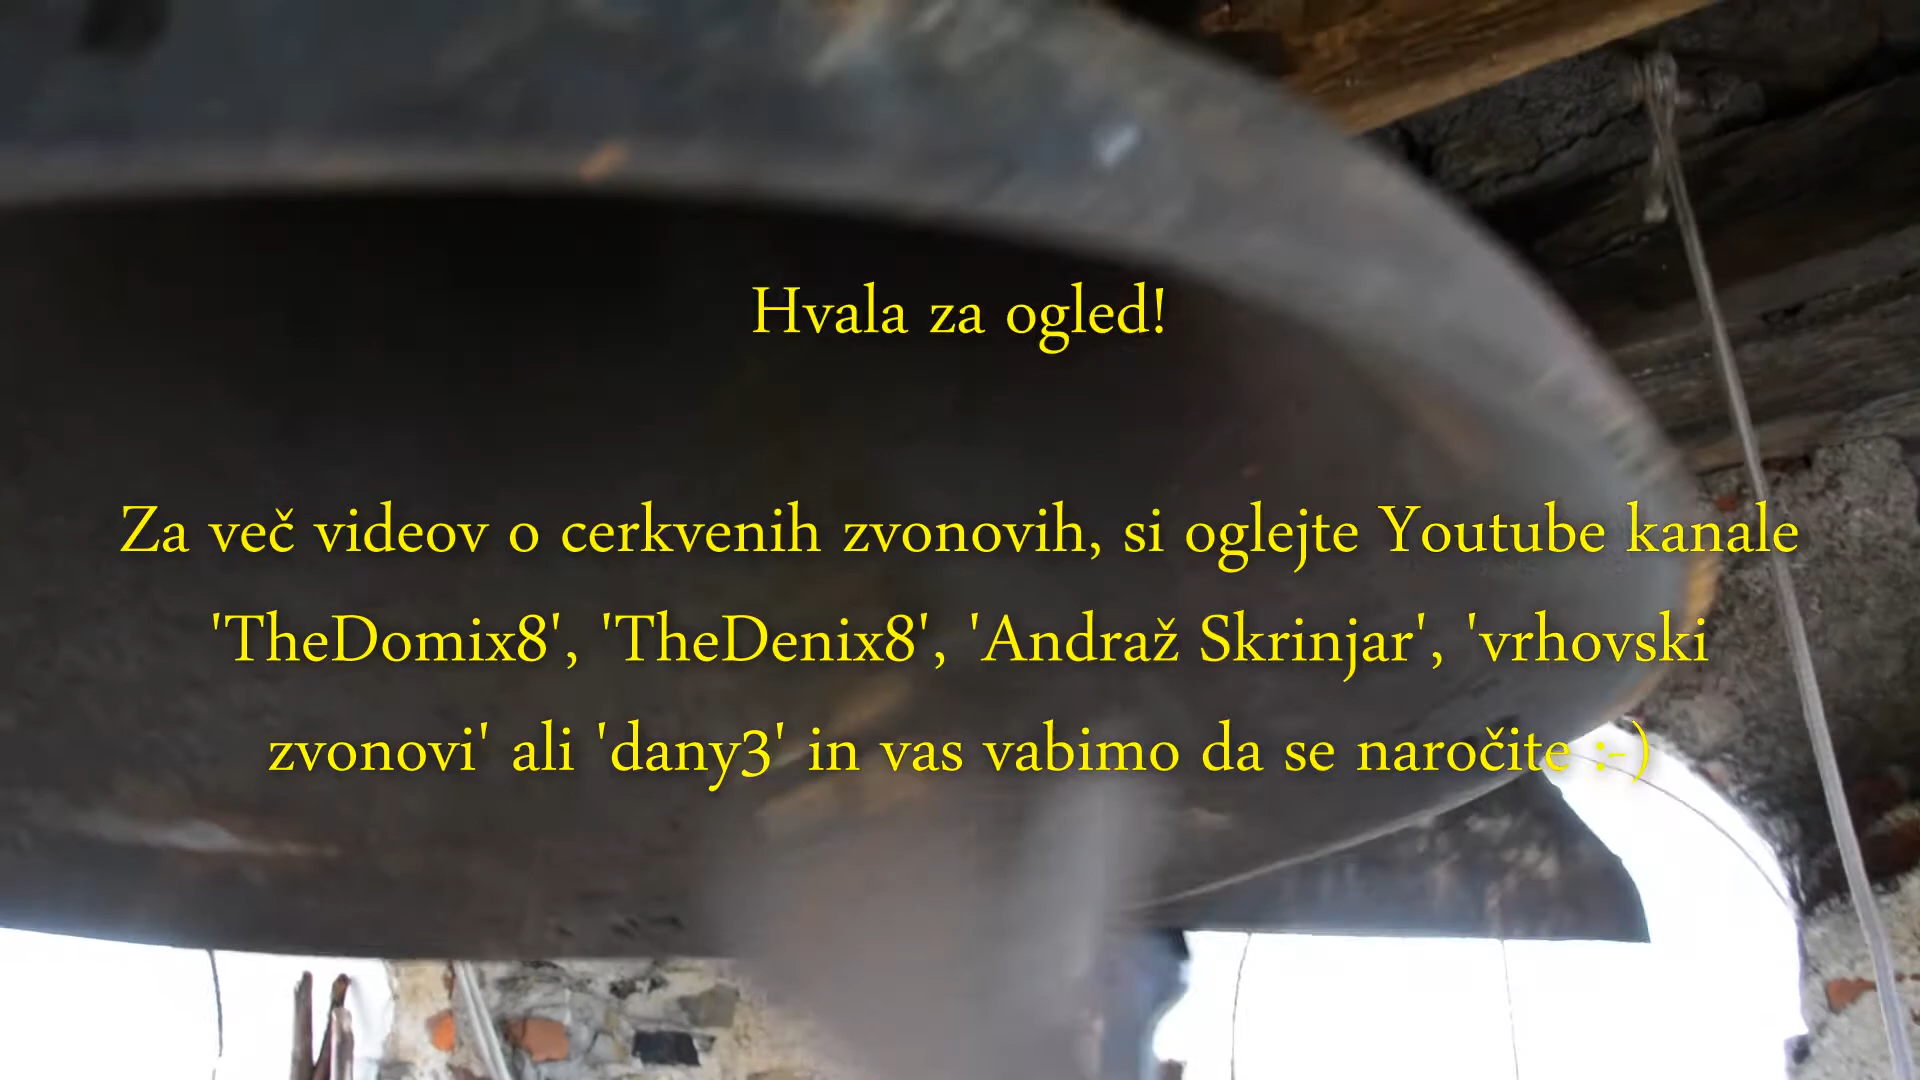 Hvala za ogled!
Za več videov o cerkvenih zvonovih, si oglejte Youtube kanale
'TheDomix8', 'TheDenix8', 'Andraž Skrinjar', 'vrhovski
zvonovi' ali 'dany3' in vas vabimo da se naročite :-)